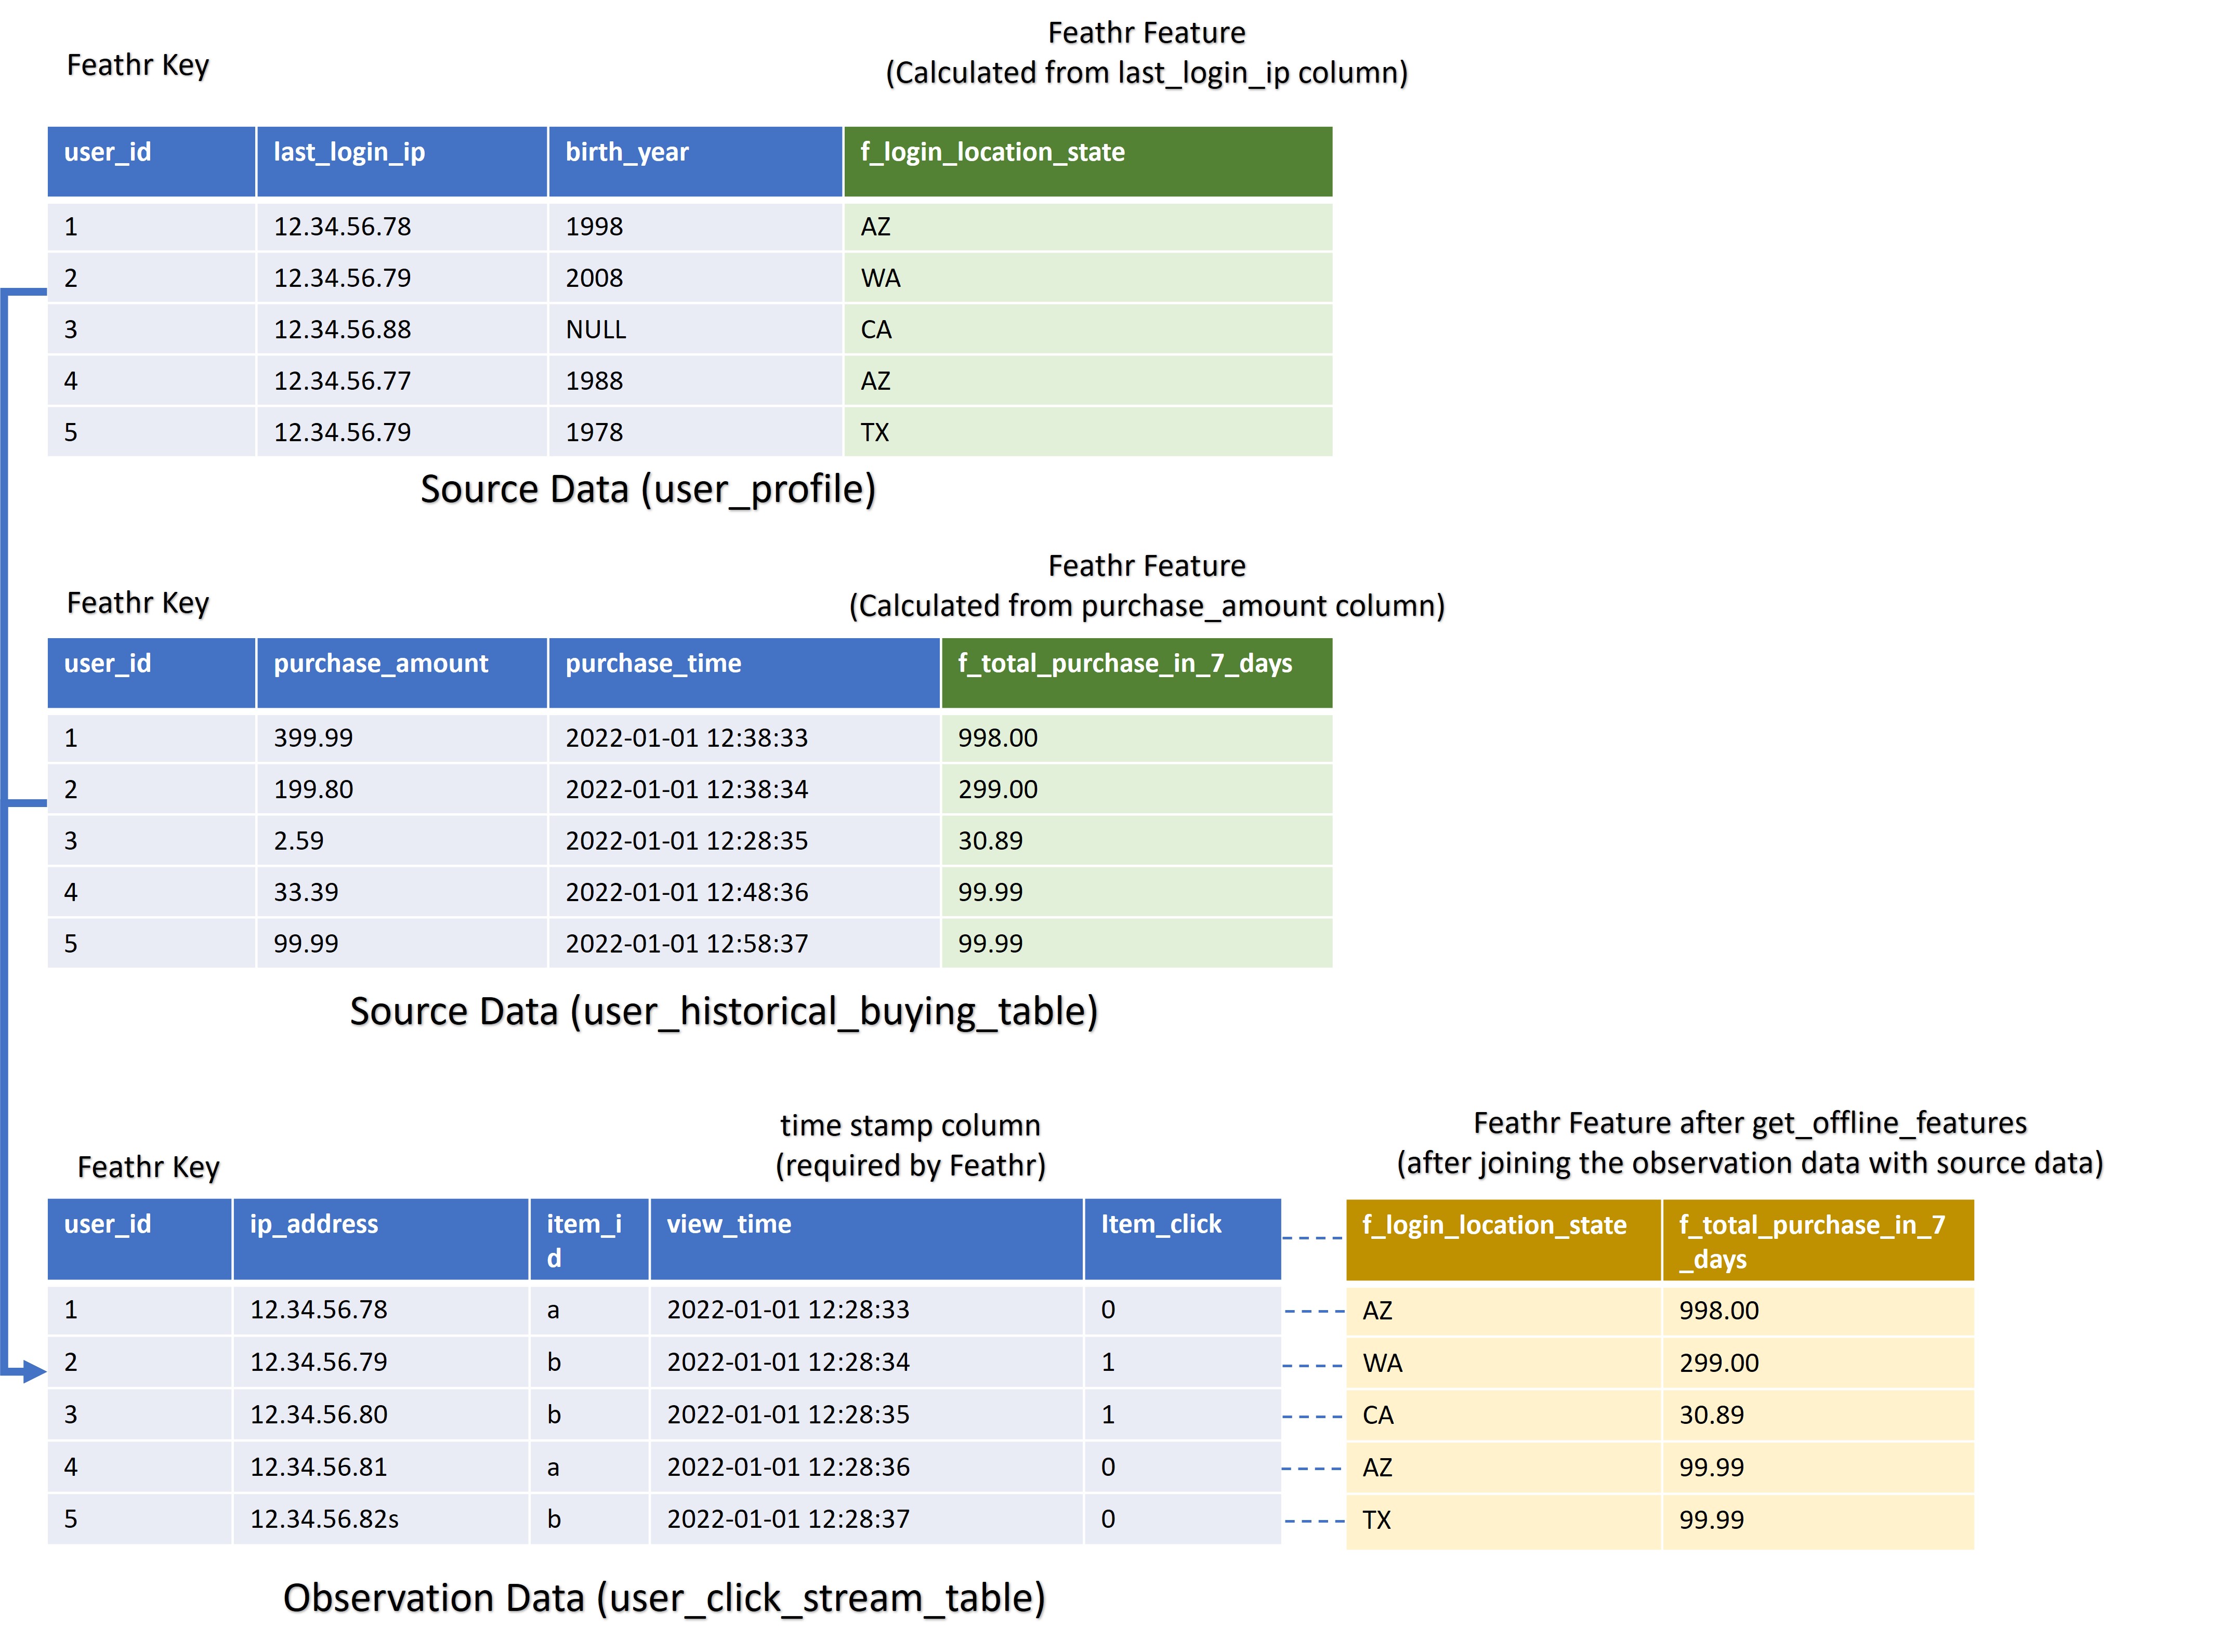 Feathr Key
Feathr Feature
(Calculated from last_login_ip column)
user_id last_login_ip birth_year f_login_location_state
1 12.34.56.78 1998 AZ
2 12.34.56.79 2008 WA
3 12.34.56.88 NULL CA
4 12.34.56.77 1988 AZ
5 12.34.56.79 1978 TX
Source Data (user_profile)
Feathr Key
Feathr Feature
(Calculated from purchase_amount column)
user_id purchase_amount purchase_time f_total_purchase_in_7_days
1 399.99 2022-01-01 12:38:33 998.00
2 199.80 2022-01-01 12:38:34 299.00
3 2.59 2022-01-01 12:28:35 30.89
4 33.39 2022-01-01 12:48:36 99.99
5 99.99 2022-01-01 12:58:37 99.99
Source Data (user_historical_buying_table)
Feathr Key
time stamp column
(required by Feathr)
Feathr Feature after get_offline_features
(after joining the observation data with source data)
user_id ip_address item_i view_time Item_click f_login_location_state f_total_purchase_in_7
d _days
1 12.34.56.78 a 2022-01-01 12:28:33 0 AZ 998.00
2 12.34.56.79 b 2022-01-01 12:28:34 1 WA 299.00
3 12.34.56.80 b 2022-01-01 12:28:35 1 CA 30.89
4 12.34.56.81 a 2022-01-01 12:28:36 0 AZ 99.99
5 12.34.56.82s b 2022-01-01 12:28:37 0 TX 99.99
Observation Data (user_click_stream_table)